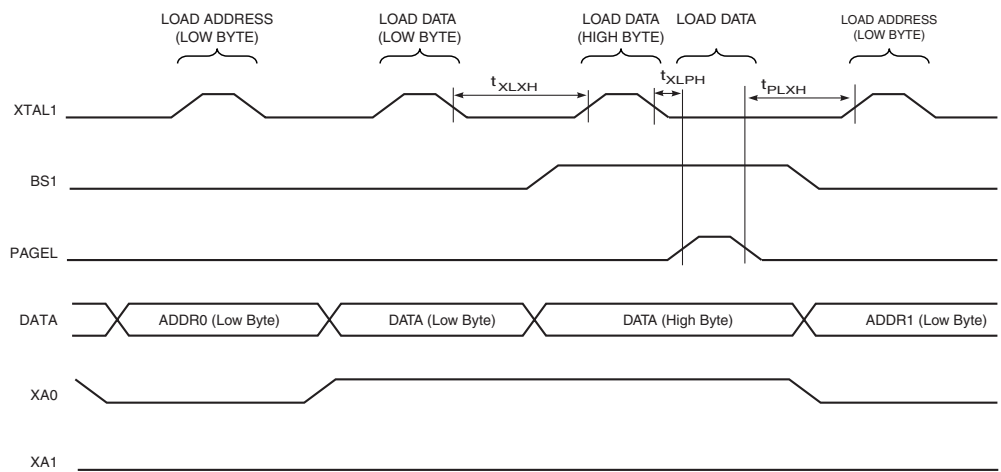 LOAD ADDRESS
(LOW BYTE)
LOAD DATA
(LOW BYTE)
LOAD DATA
(HIGH BYTE)
LOAD DATA
LOAD ADDRESS
(LOW BYTE)
tXLXH
tXLPH
tPLXH
XTAL1
BS1
PAGEL
DATA
ADDR0 (Low Byte)
DATA (Low Byte)
DATA (High Byte)
ADDR1 (Low Byte)
XA0
XA1